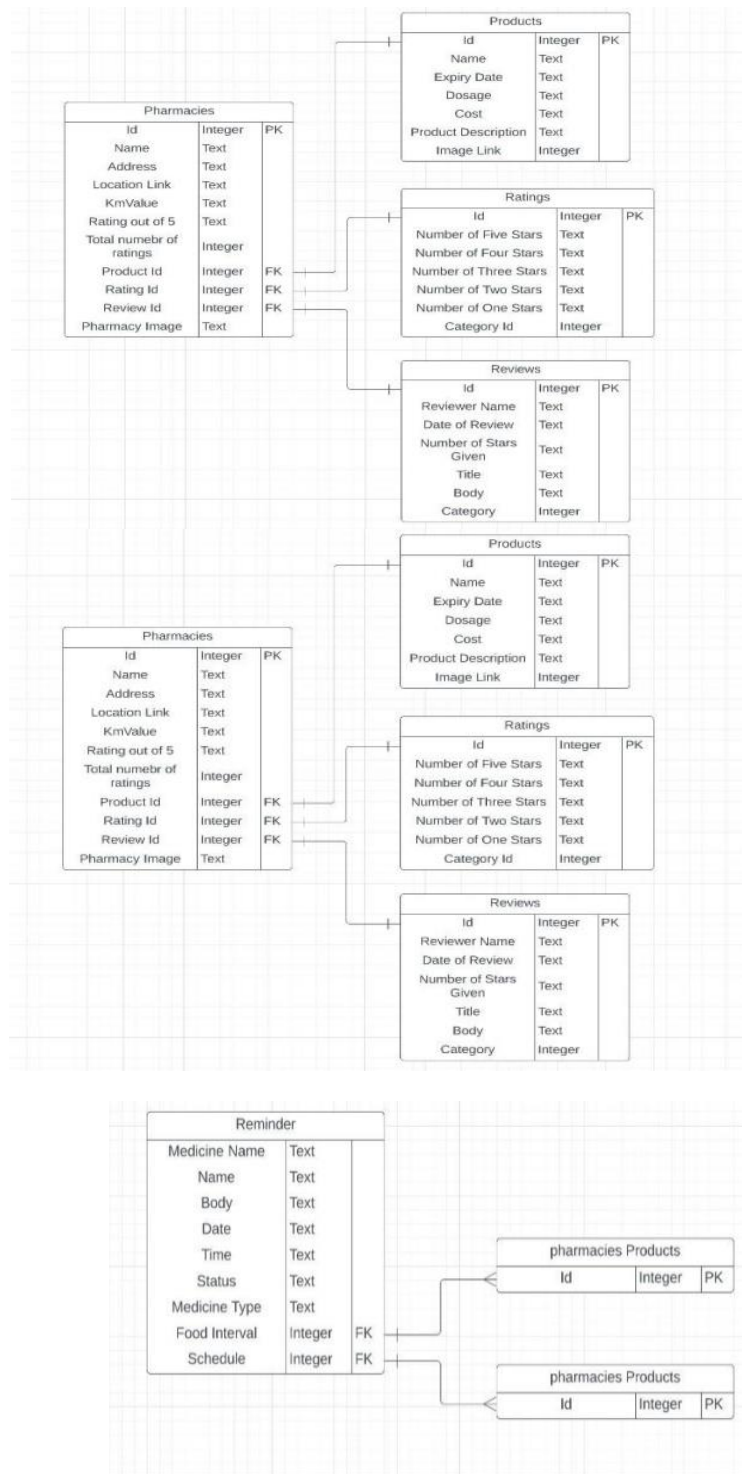 Products
Id Integer PK
Name Text
Expiry Date Text
Dosage Text
Cost Text
Product Description Text
Image Link Integer
Pharmacies
Id Integer PK
Name Text
Address Text
Location Link Text
KmValue Text
Rating out of 5 Text
Total numebr of
ratings Integer
Product Id Integer FK
Rating Id Integer FK
Review Id Integer FK
Pharmacy Image Text
Ratings
Id Integer PK
Number of Five Stars Text
Number of Four Stars Text
Number of Three Stars Text
Number of Two Stars Text
Number of One Stars Text
Category Id Integer
Reviews
Id Integer PK
Reviewer Name Text
Date of Review Text
Number of Stars
Given Text
Title Text
Body Text
Category Integer
Products
Id Integer PK
Name Text
Expiry Date Text
Dosage Text
Cost Text
Product Description Text
Image Link Integer
Pharmacies
Id Integer PK
Name Text
Address Text
Location Link Text
KmValue Text
Rating out of 5 Text
Total numebr of
ratings Integer
Product Id Integer FK
Rating Id Integer FK
Review Id Integer FK
Pharmacy Image Text
Ratings
Id Integer PK
Number of Five Stars Text
Number of Four Stars Text
Number of Three Stars Text
Number of Two Stars Text
Number of One Stars Text
Category Id Integer
Reviews
Id Integer PK
Reviewer Name Text
Date of Review Text
Number of Stars
Given Text
Title Text
Body Text
Category Integer
Reminder
Medicine Name Text
Name Text
Body Text
Date Text
Time Text
Status Text
Medicine Type Text
Food Interval Integer FK
Schedule Integer FK
pharmacies Products
Id Integer PK
pharmacies Products
Id Integer PK